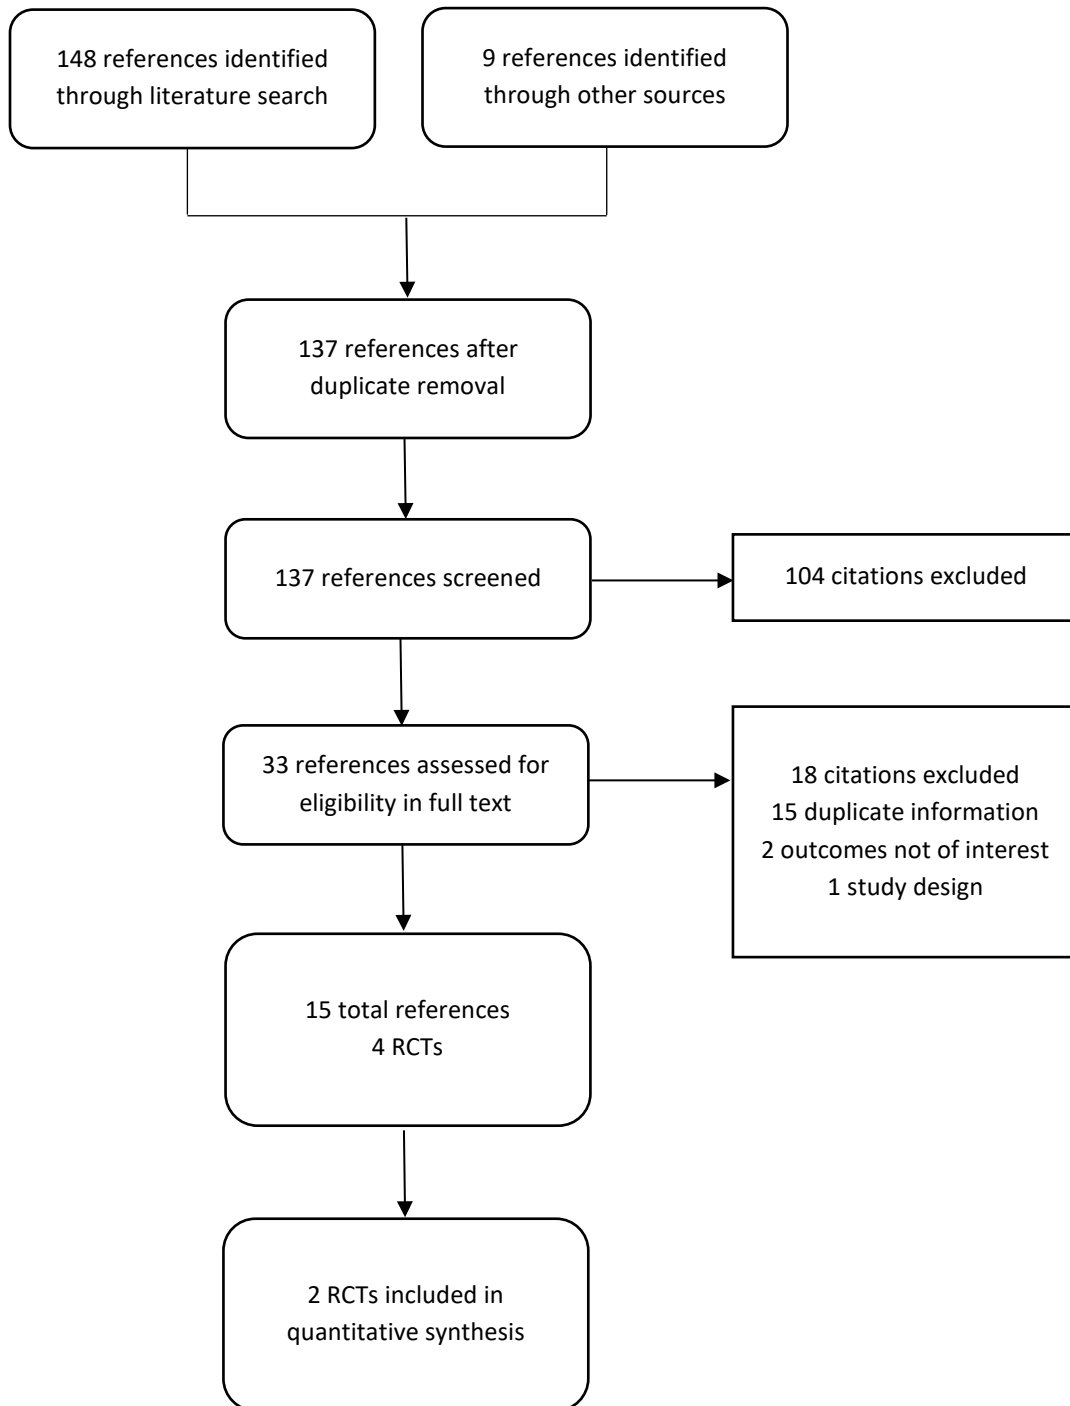 148 references identified
through literature search
9 references identified
through other sources
137 references after
duplicate removal
137 references screened
104 citations excluded
33 references assessed for
eligibility in full text
18 citations excluded
15 duplicate information
2 outcomes not of interest
1 study design
15 total references
4 RCTs
2 RCTs included in
quantitative synthesis